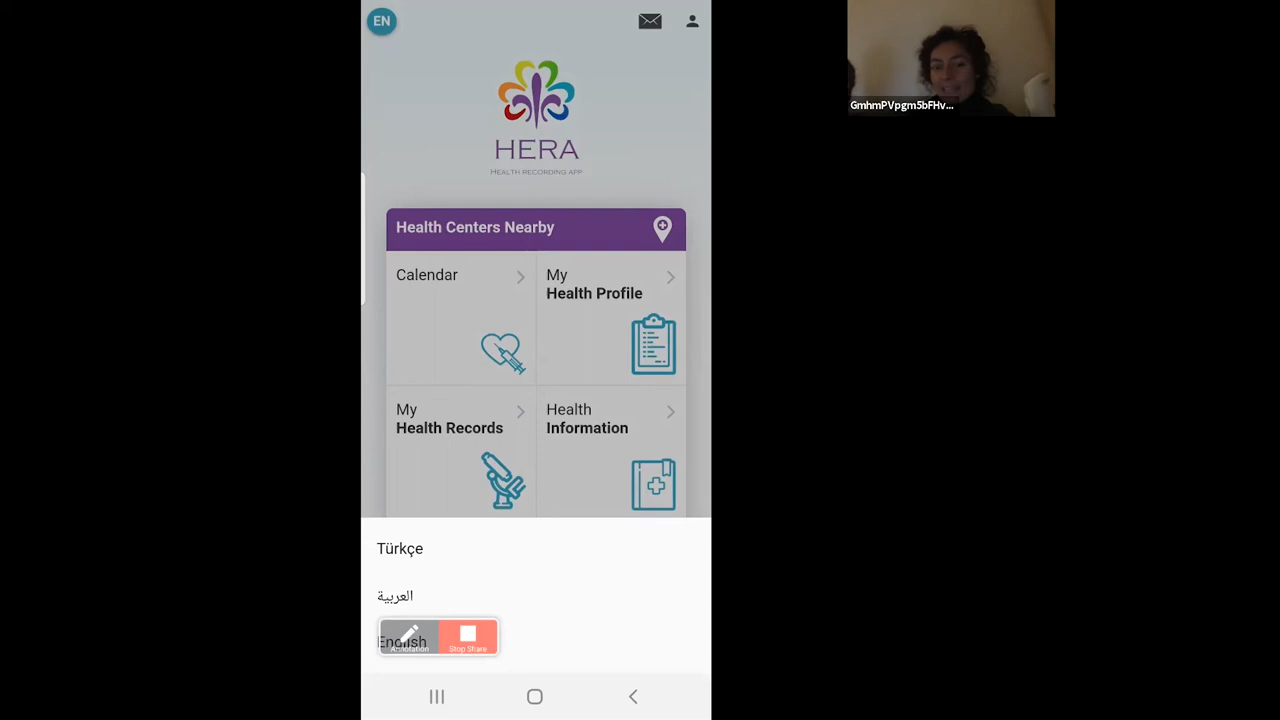 EN
HERA
HEALTH RECORDING APP
Health Centers Nearby
Calendar
My
Health Profile
My
Health Records
Health
Information
Türkçe
العربية
English
Annotation
Stop Share
GmhmPVpgm5bFHv...